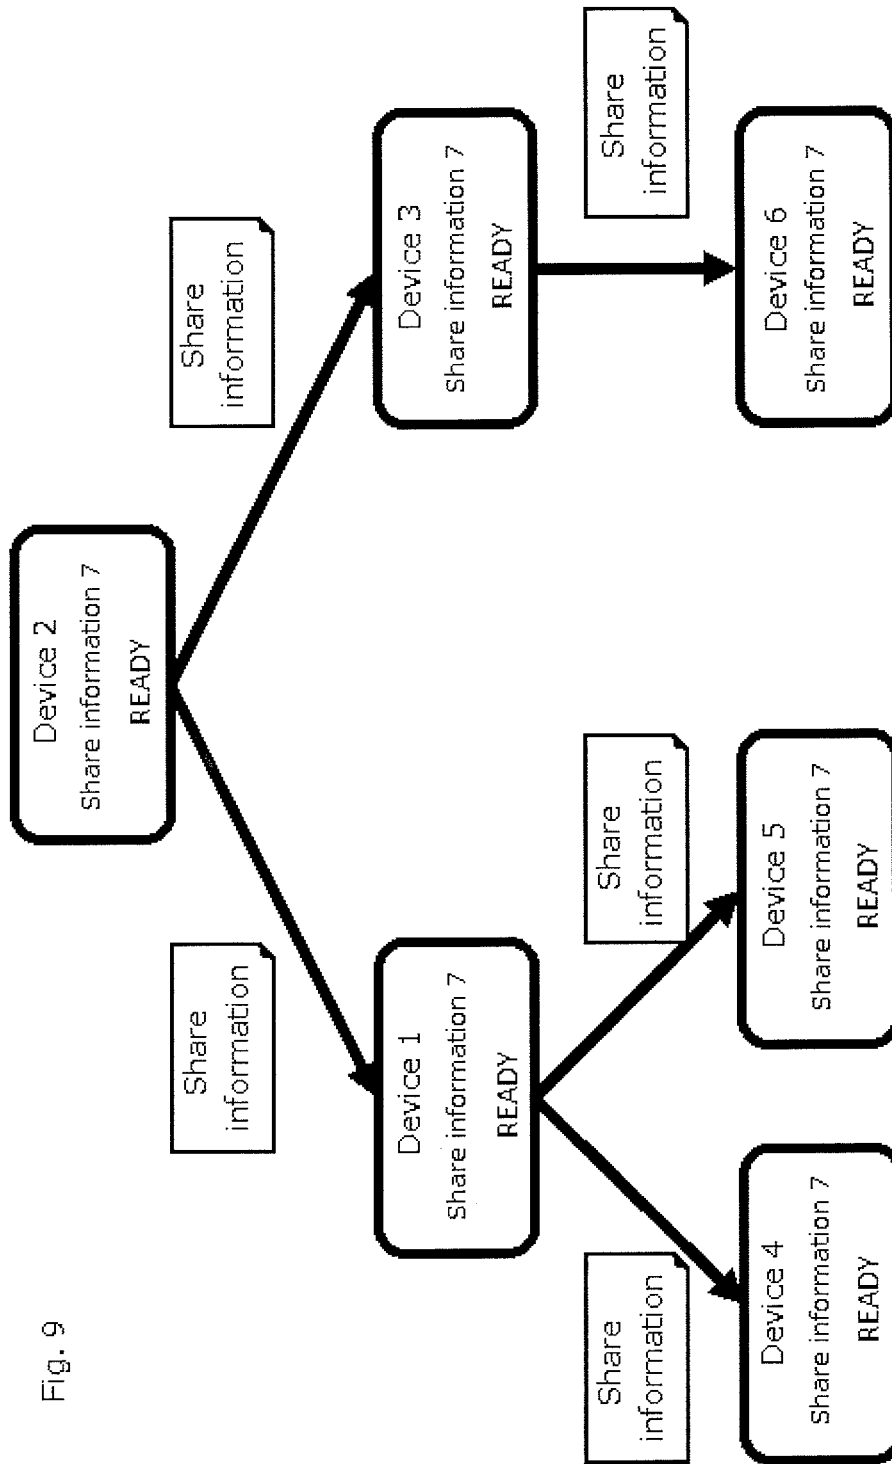 Fig. 9
Device 2
Share information 7
READY
Share
information
Share
information
Device 1
Share information 7
READY
Device 3
Share information 7
READY
Share
information
Share
information
Share
information
Device 4
Share information 7
READY
Device 5
Share information 7
READY
Device 6
Share information 7
READY